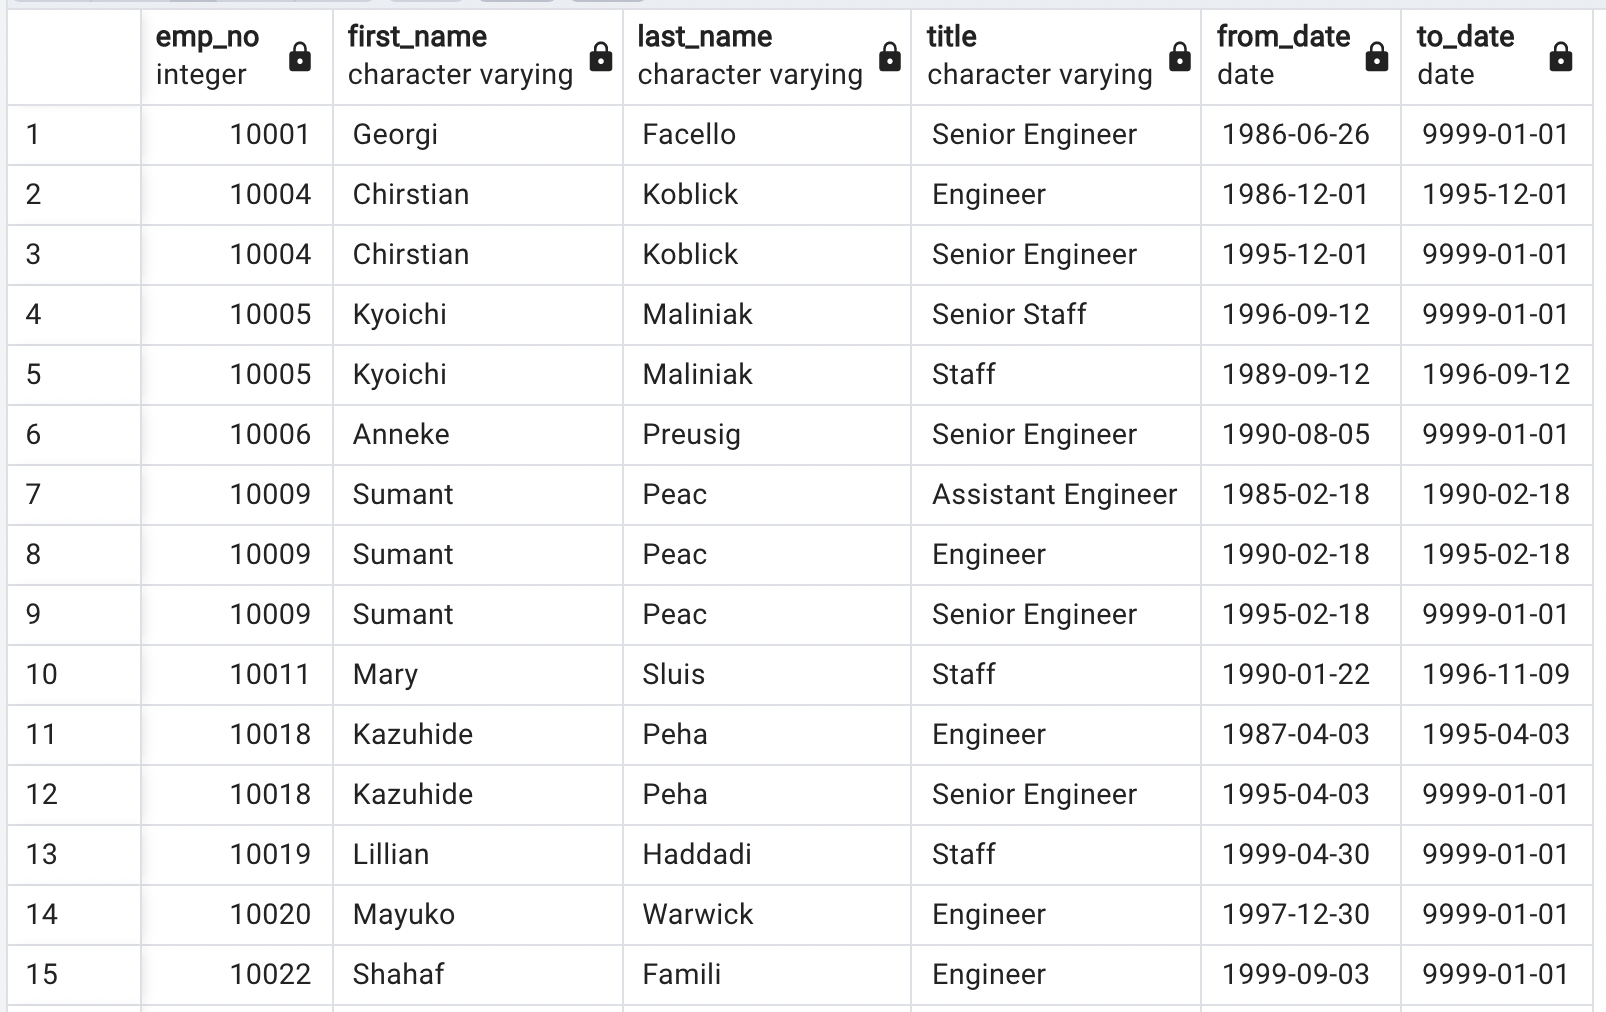 emp_no first_name last_name title from_date to_date
integer character varying character varying character varying date date
1 10001 Georgi Facello Senior Engineer 1986-06-26 9999-01-01
2 10004 Chirstian Koblick Engineer 1986-12-01 1995-12-01
3 10004 Chirstian Koblick Senior Engineer 1995-12-01 9999-01-01
4 10005 Kyoichi Maliniak Senior Staff 1996-09-12 9999-01-01
5 10005 Kyoichi Maliniak Staff 1989-09-12 1996-09-12
6 10006 Anneke Preusig Senior Engineer 1990-08-05 9999-01-01
7 10009 Sumant Peac Assistant Engineer 1985-02-18 1990-02-18
8 10009 Sumant Peac Engineer 1990-02-18 1995-02-18
9 10009 Sumant Peac Senior Engineer 1995-02-18 9999-01-01
10 10011 Mary Sluis Staff 1990-01-22 1996-11-09
11 10018 Kazuhide Peha Engineer 1987-04-03 1995-04-03
12 10018 Kazuhide Peha Senior Engineer 1995-04-03 9999-01-01
13 10019 Lillian Haddadi Staff 1999-04-30 9999-01-01
14 10020 Mayuko Warwick Engineer 1997-12-30 9999-01-01
15 10022 Shahaf Famili Engineer 1999-09-03 9999-01-01